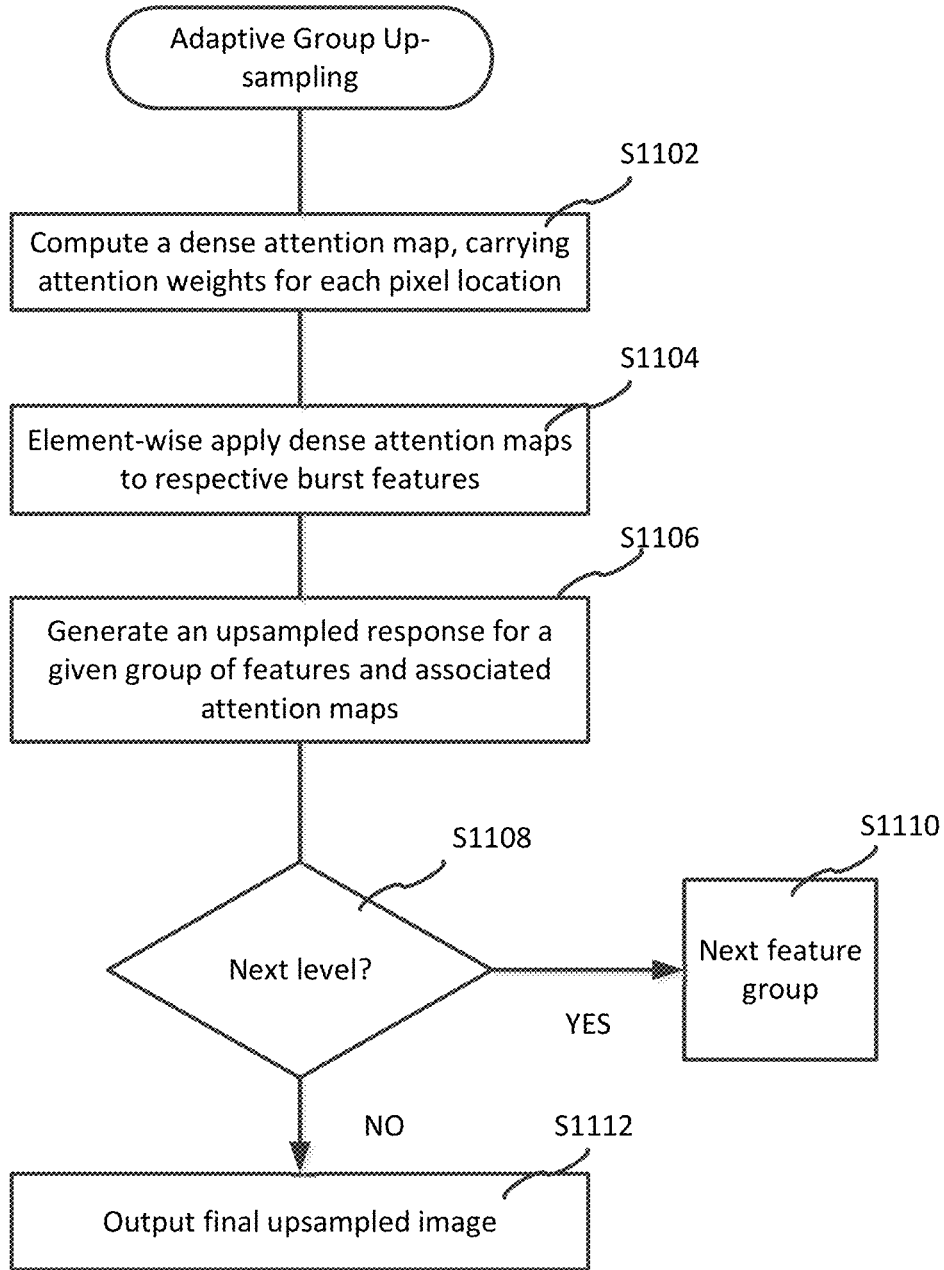 Adaptive Group Up-
sampling
S1102
Compute a dense attention map, carrying
attention weights for each pixel location
S1104
Element-wise apply dense attention maps
to respective burst features
S1106
Generate an upsampled response for a
given group of features and associated
attention maps
S1108
Next level?
YES
S1110
Next feature
group
NO
S1112
Output final upsampled image